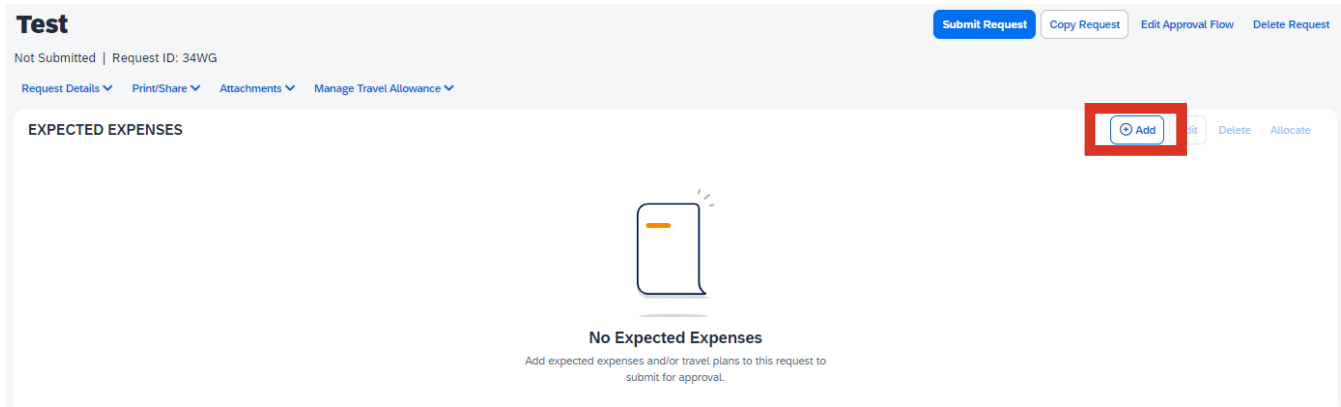 Test
Submit Request Copy Request Edit Approval Flow Delete Request
Not Submitted | Request ID: 34WG
Request Details Print/Share Attachments Manage Travel Allowance
EXPECTED EXPENSES
Add dit Delete Allocate
No Expected Expenses
Add expected expenses and/or travel plans to this request to
submit for approval.